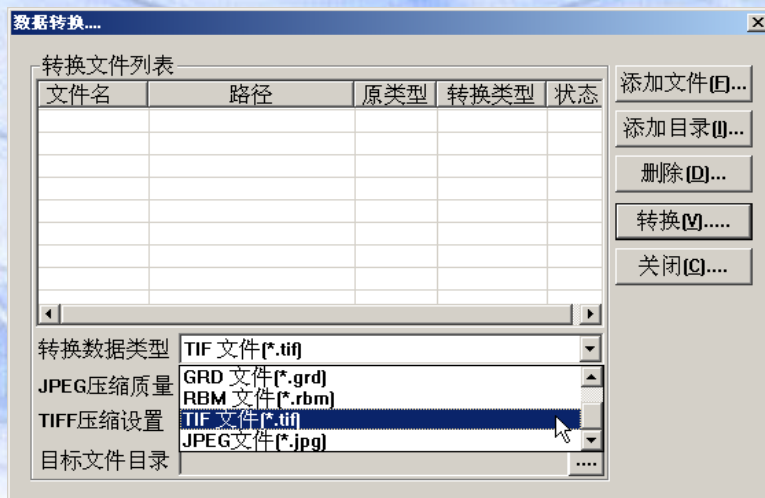 数据转换....
转换文件列表
文件名 路径 原类型 转换类型 状态
添加文件(F)...
添加目录(I)...
删除(D)...
转换(V).....
关闭(C)....
转换数据类型 TIF 文件(*.tif)
JPEG压缩质量
GRD 文件(*.grd)
RBM 文件(*.rbm)
TIFF压缩设置
TIF 文件(*.tif)
JPEG文件(*.jpg)
目标文件目录 ....